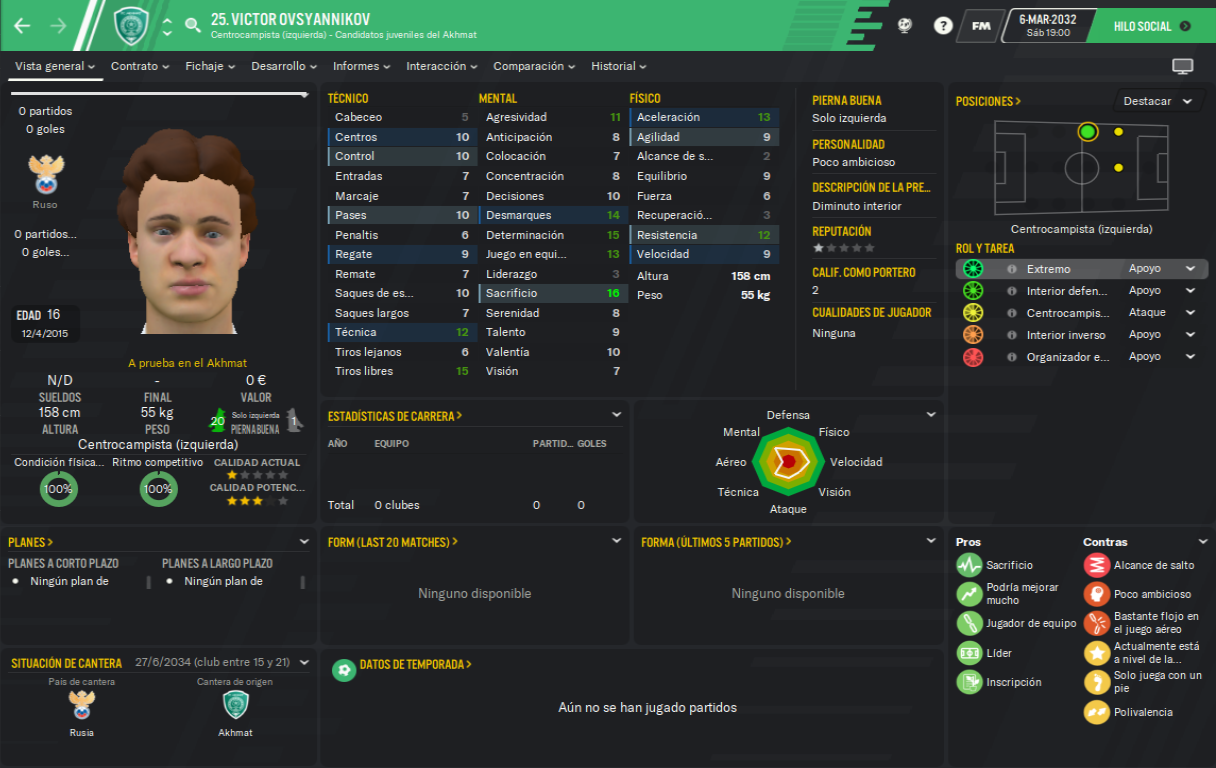 25. VICTOR OVSYANNIKOV
Centrocampista (izquierda) - Candidatos juveniles del Akhmat
?
FM
6-MAR-2032
Sáb 19:00
HILO SOCIAL
Vista general
Contrato
Fichaje
Desarrollo
Informes
Interacción
Comparación
Historial
0 partidos
0 goles
Ruso
0 partidos...
0 goles...
EDAD 16
12/4/2015
A prueba en el Akhmat
N/D
SUELDOS
-
FINAL
0 €
VALOR
158 cm
ALTURA
55 kg
PESO
20
Solo izquierda
PIERNA BUENA
1
Centrocampista (izquierda)
Condición física...
100%
Ritmo competitivo
100%
CALIDAD ACTUAL
CALIDAD POTENC...
TÉCNICO
Cabeceo 5
Centros 10
Control 10
Entradas 7
Marcaje 7
Pases 10
Penaltis 6
Regate 9
Remate 7
Saques de es... 10
Saques largos 7
Técnica 12
Tiros lejanos 6
Tiros libres 15
MENTAL
Agresividad 11
Anticipación 8
Colocación 7
Concentración 8
Decisiones 10
Desmarques 14
Determinación 15
Juego en equi... 13
Liderazgo 3
Sacrificio 16
Serenidad 8
Talento 9
Valentía 10
Visión 7
FÍSICO
Aceleración 13
Agilidad 9
Alcance de s... 2
Equilibrio 9
Fuerza 6
Recuperació... 3
Resistencia 12
Velocidad 9
Altura 158 cm
Peso 55 kg
PIERNA BUENA
Solo izquierda
PERSONALIDAD
Poco ambicioso
DESCRIPCIÓN DE LA PRE...
Diminuto interior
REPUTACIÓN
CALIF. COMO PORTERO
2
CUALIDADES DE JUGADOR
Ninguna
POSICIONES >
Destacar
Centrocampista (izquierda)
ROL Y TAREA
Extremo Apoyo
Interior defen... Apoyo
Centrocampis... Ataque
Interior inverso Apoyo
Organizador e... Apoyo
ESTADÍSTICAS DE CARRERA >
AÑO EQUIPO PARTID... GOLES
Total 0 clubes 0 0
Defensa
Físico
Velocidad
Visión
Ataque
Técnica
Aéreo
Mental
PLANES >
PLANES A CORTO PLAZO
Ningún plan de
PLANES A LARGO PLAZO
Ningún plan de
FORM (LAST 20 MATCHES) >
Ninguno disponible
FORMA (ÚLTIMOS 5 PARTIDOS) >
Ninguno disponible
Pros
Sacrificio
Podría mejorar
mucho
Jugador de equipo
Líder
Inscripción
Contras
Alcance de salto
Poco ambicioso
Bastante flojo en
el juego aéreo
Actualmente está
a nivel de la...
Solo juega con un
pie
Polivalencia
SITUACIÓN DE CANTERA 27/6/2034 (club entre 15 y 21)
País de cantera
Rusia
Cantera de origen
Akhmat
DATOS DE TEMPORADA >
Aún no se han jugado partidos